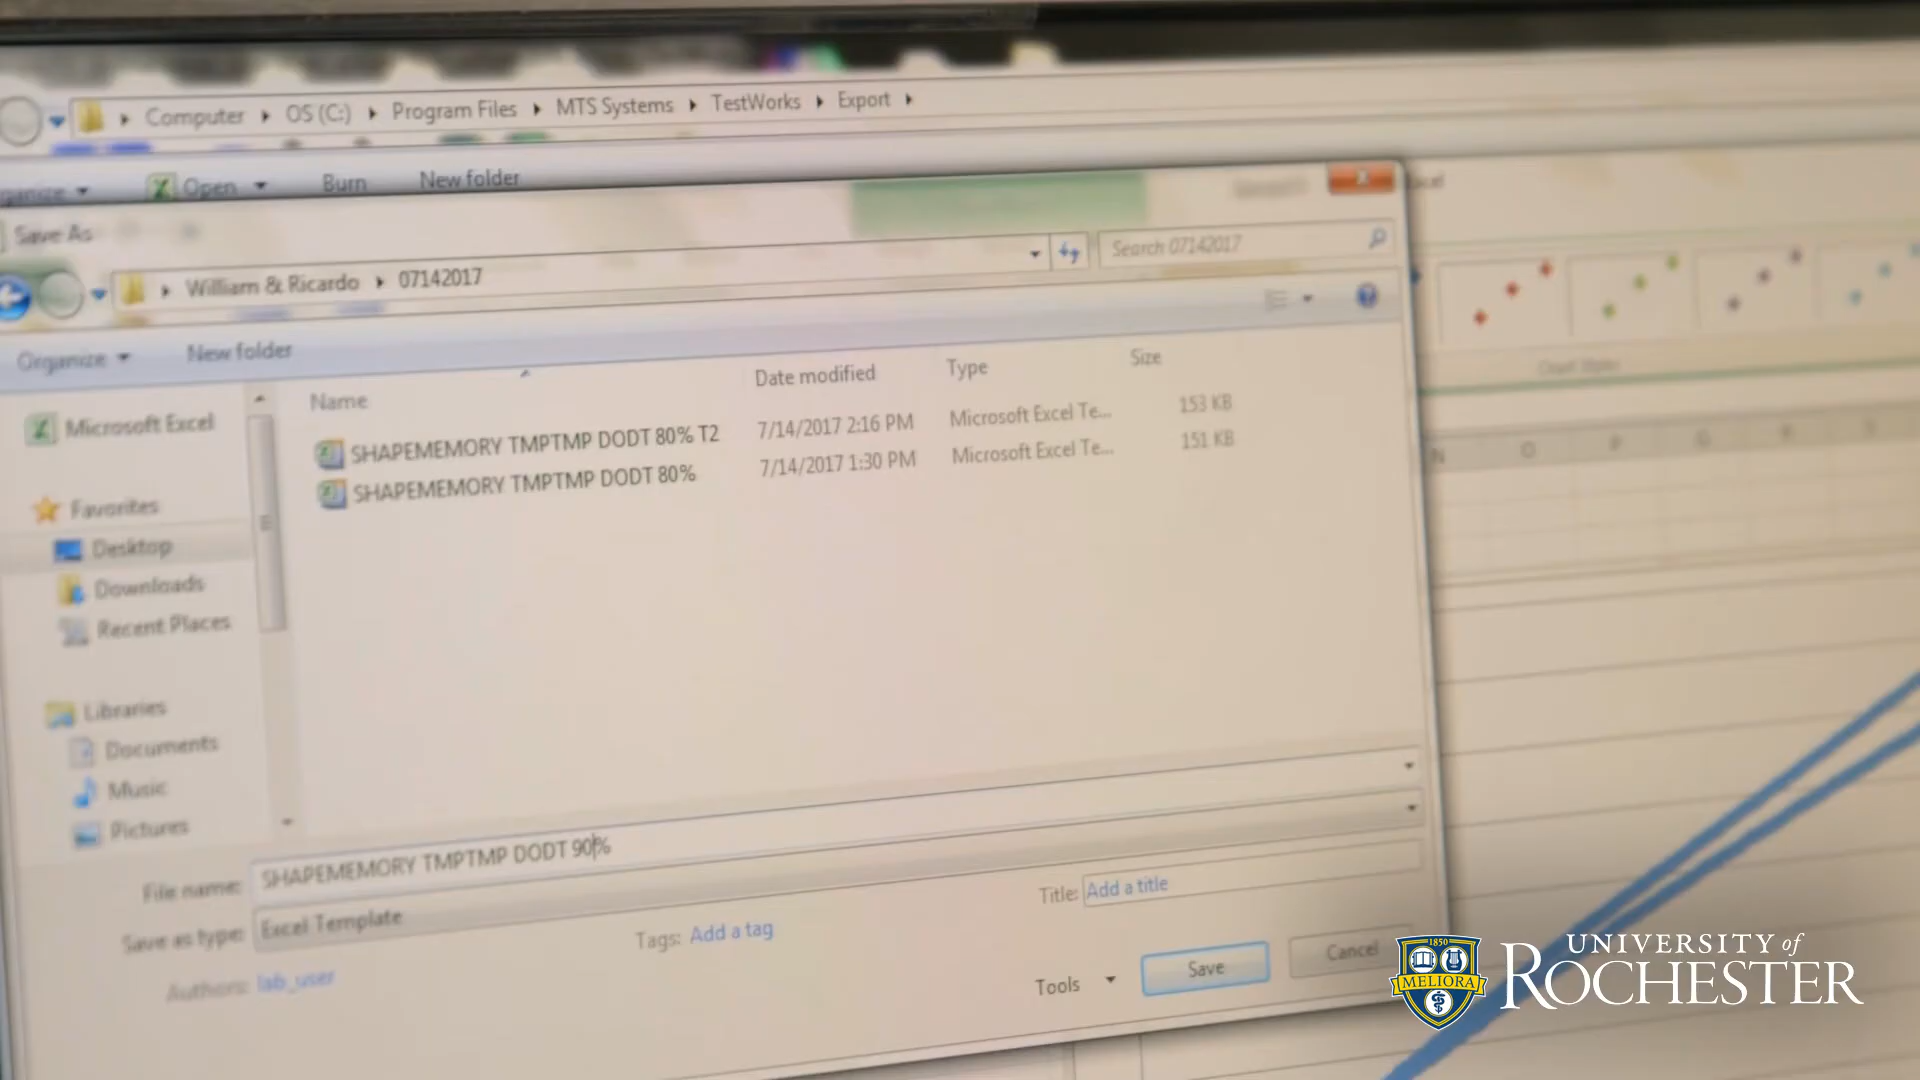 Computer OS (C:) Program Files MTS Systems TestWorks Export
Open Burn New folder
Save As
William & Ricardo 07142017 Search 07142017
Organize New folder
Name Date modified Type Size
SHAPEMEMORY TMPTMP DODT 80% T2 7/14/2017 2:16 PM Microsoft Excel Te... 153 KB
SHAPEMEMORY TMPTMP DODT 80% 7/14/2017 1:30 PM Microsoft Excel Te... 151 KB
Microsoft Excel
Favorites
Desktop
Downloads
Recent Places
Libraries
Documents
Music
Pictures
File name: SHAPEMEMORY TMPTMP DODT 90%
Save as type: Excel Template
Authors: lab_user Tags: Add a tag Title: Add a title
Tools Save Cancel
N O P Q R S
1850
MELIORA
UNIVERSITY of
ROCHESTER